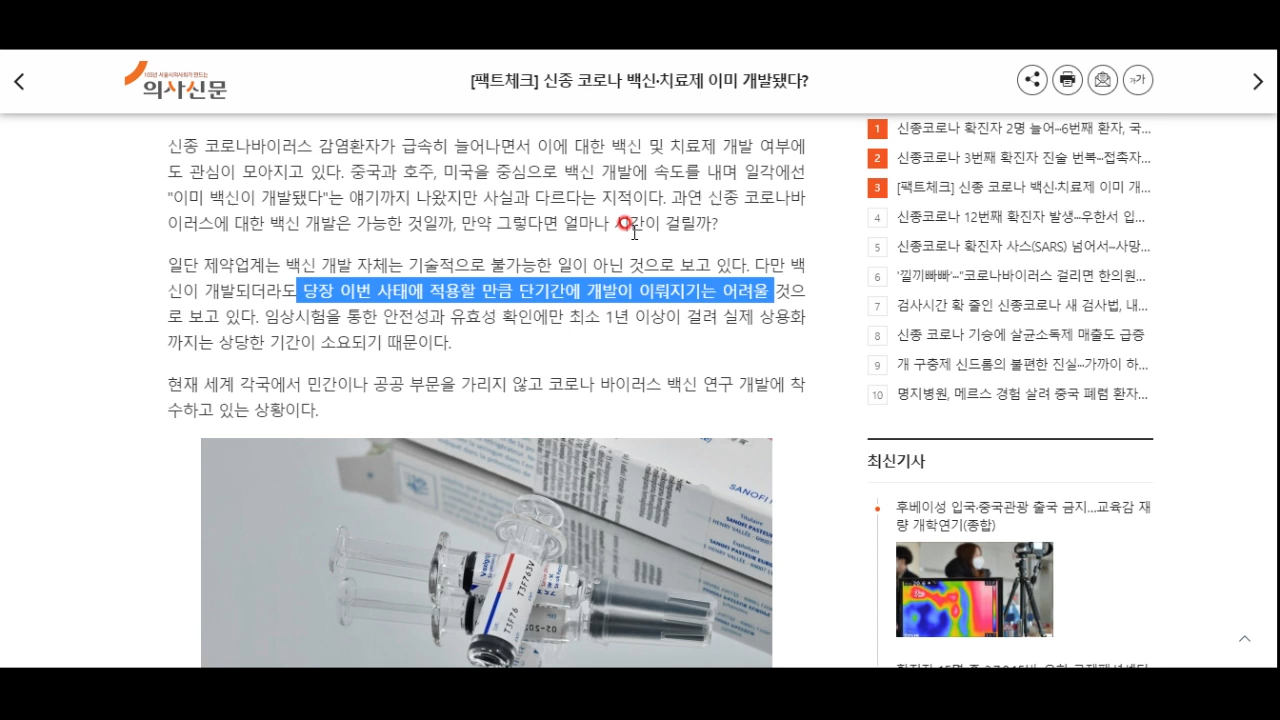 100년 서울시의사회가 만드는
의사신문
[팩트체크] 신종 코로나 백신·치료제 이미 개발됐다?
가가
신종 코로나바이러스 감염환자가 급속히 늘어나면서 이에 대한 백신 및 치료제 개발 여부에
도 관심이 모아지고 있다. 중국과 호주, 미국을 중심으로 백신 개발에 속도를 내며 일각에선
"이미 백신이 개발됐다"는 얘기까지 나왔지만 사실과 다르다는 지적이다. 과연 신종 코로나바
이러스에 대한 백신 개발은 가능한 것일까, 만약 그렇다면 얼마나 시간이 걸릴까?
일단 제약업계는 백신 개발 자체는 기술적으로 불가능한 일이 아닌 것으로 보고 있다. 다만 백
신이 개발되더라도 당장 이번 사태에 적용할 만큼 단기간에 개발이 이뤄지기는 어려울 것으
로 보고 있다. 임상시험을 통한 안전성과 유효성 확인에만 최소 1년 이상이 걸려 실제 상용화
까지는 상당한 기간이 소요되기 때문이다.
현재 세계 각국에서 민간이나 공공 부문을 가리지 않고 코로나 바이러스 백신 연구 개발에 착
수하고 있는 상황이다.
SANOFI
T3F76
T3F763V
1 신종코로나 확진자 2명 늘어…6번째 환자, 국...
2 신종코로나 3번째 확진자 진술 번복…접촉자...
3 [팩트체크] 신종 코로나 백신·치료제 이미 개...
4 신종코로나 12번째 확진자 발생…우한서 입...
5 신종코로나 확진자 사스(SARS) 넘어서…사망...
6 '낄끼빠빠'…"코로나바이러스 걸리면 한의원...
7 검사시간 확 줄인 신종코로나 새 검사법, 내...
8 신종 코로나 기승에 살균소독제 매출도 급증
9 개 구충제 신드롬의 불편한 진실…가까이 하...
10 명지병원, 메르스 경험 살려 중국 폐렴 환자...
최신기사
후베이성 입국·중국관광 출국 금지...교육감 재
량 개학연기(종합)